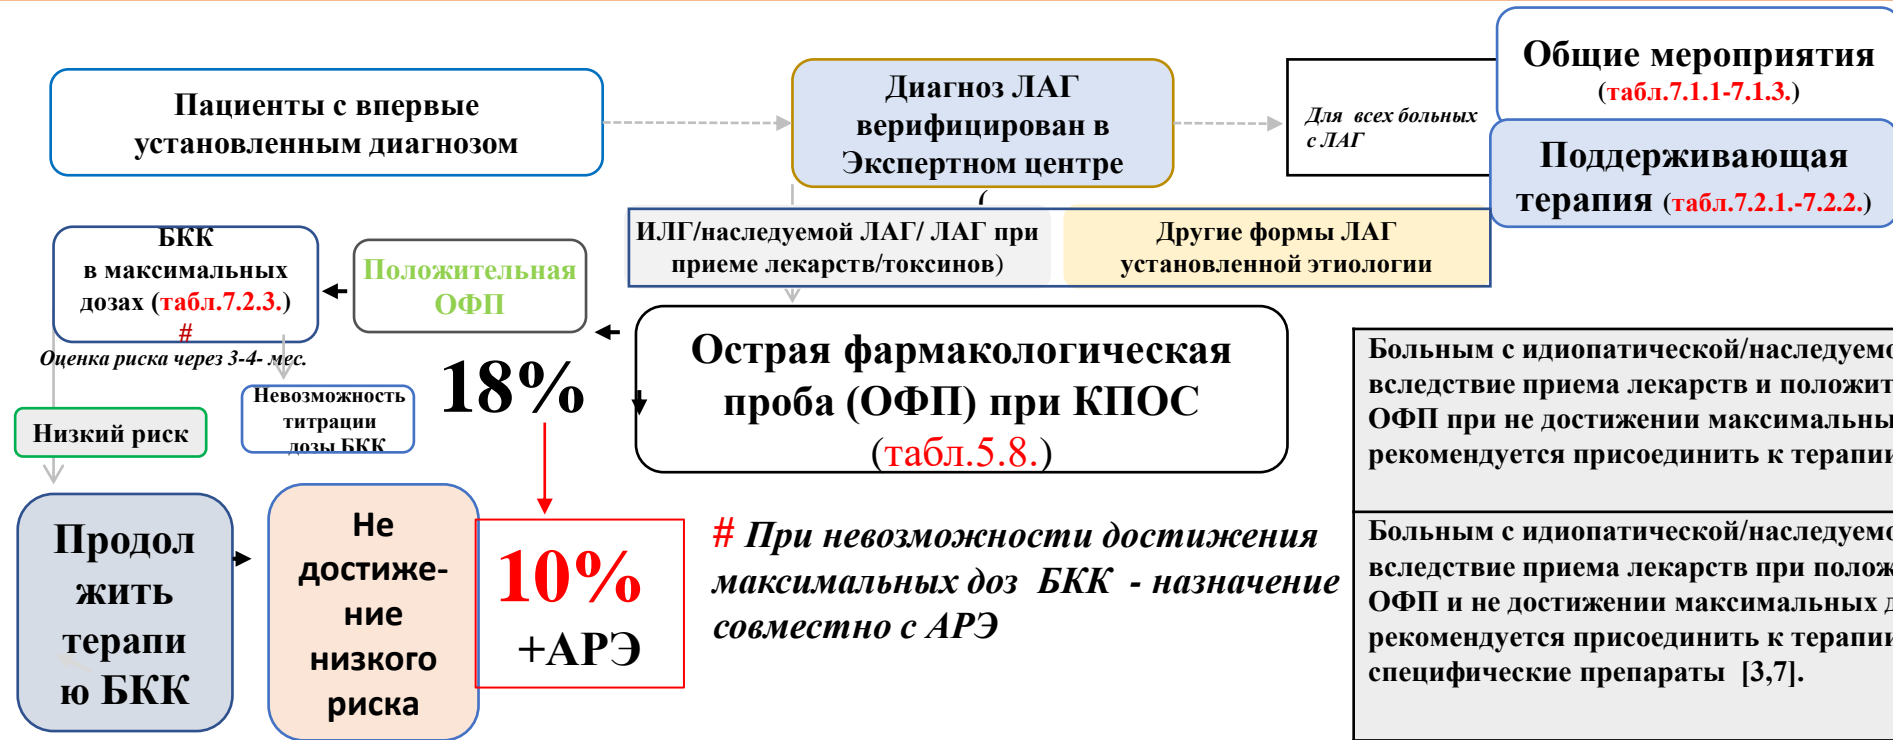 Пациенты с впервые
установленным диагнозом
Диагноз ЛАГ
верифицирован в
Экспертном центре
(
Для всех больных
с ЛАГ
Общие мероприятия
(табл.7.1.1-7.1.3.)
Поддерживающая
терапия (табл.7.2.1.-7.2.2.)
ИЛГ/наследуемой ЛАГ/ ЛАГ при
приеме лекарств/токсинов)
Другие формы ЛАГ
установленной этиологии
БКК
в максимальных
дозах (табл.7.2.3.)
#
Положительная
ОФП
Оценка риска через 3-4- мес.
18%
Острая фармакологическая
проба (ОФП) при КПОС
(табл.5.8.)
Низкий риск
Невозможность
титрации
дозы БКК
Продол
жить
терапи
ю БКК
Не
достиже-
ние
низкого
риска
10%
+АРЭ
# При невозможности достижения
максимальных доз БКК - назначение
совместно с АРЭ
Больным с идиопатической/наследуемо
вследствие приема лекарств и положит
ОФП при не достижении максимальны
рекомендуется присоединить к терапии
Больным с идиопатической/наследуемо
вследствие приема лекарств при полож
ОФП и не достижении максимальных д
рекомендуется присоединить к терапии
специфические препараты [3,7].